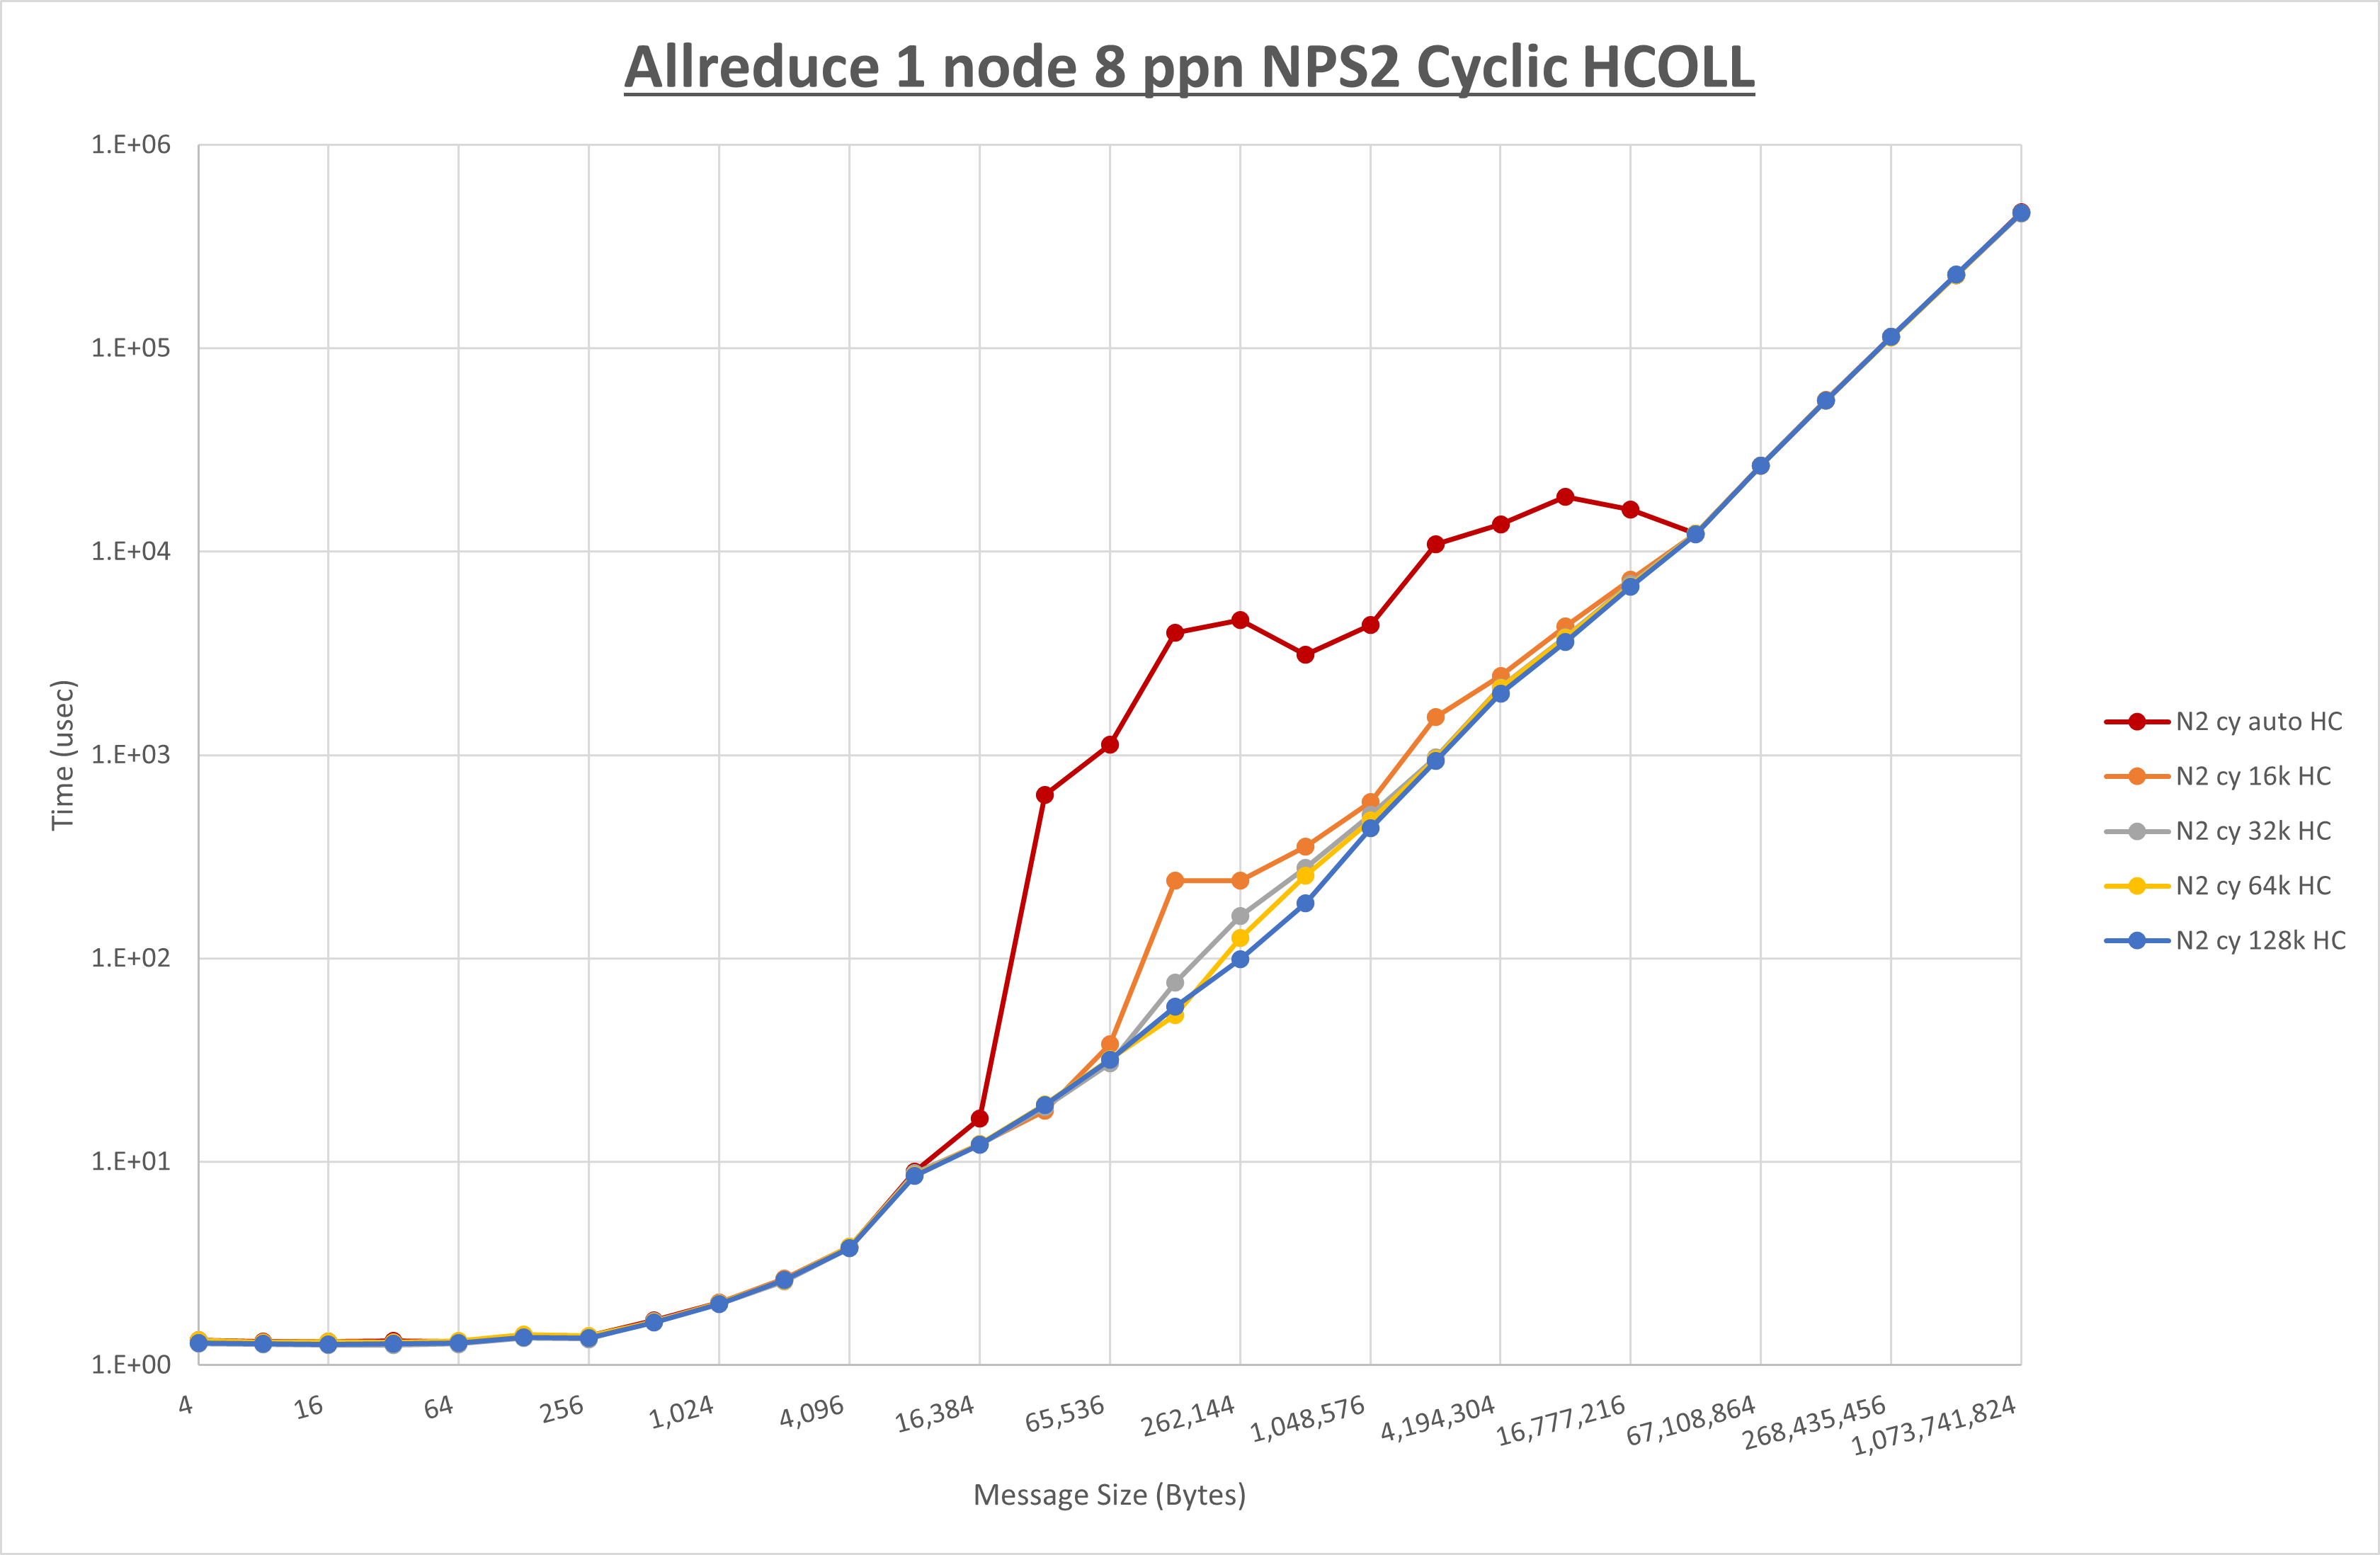 Allreduce 1 node 8 ppn NPS2 Cyclic HCOLL
1.E+06
1.E+05
1.E+04
1.E+03
1.E+02
1.E+01
1.E+00
Time (usec)
4
16
64
256
1,024
4,096
16,384
65,536
262,144
1,048,576
4,194,304
16,777,216
67,108,864
268,435,456
1,073,741,824
Message Size (Bytes)
N2 cy auto HC
N2 cy 16k HC
N2 cy 32k HC
N2 cy 64k HC
N2 cy 128k HC